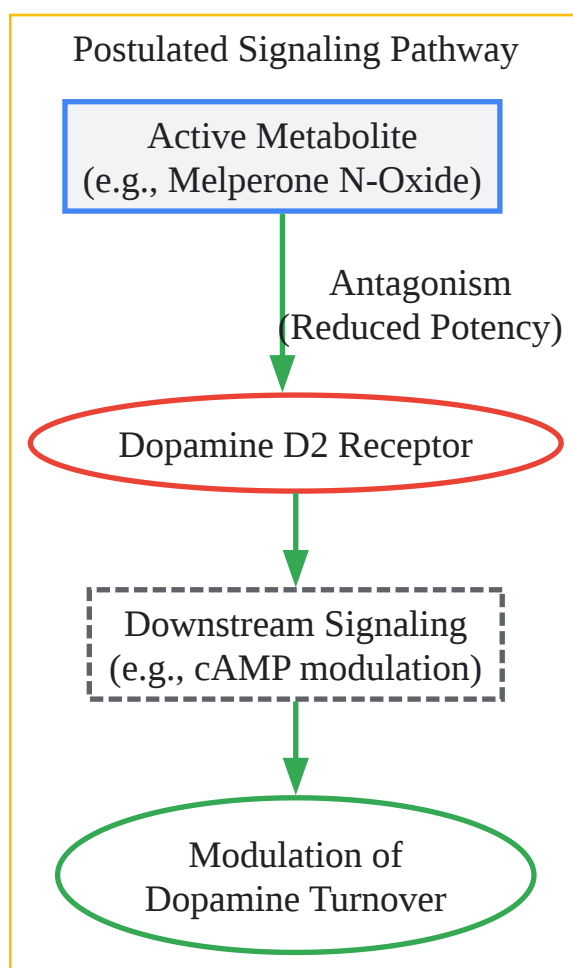 Postulated Signaling Pathway
Active Metabolite
(e.g., Melperone N-Oxide)
Antagonism
(Reduced Potency)
Dopamine D2 Receptor
Downstream Signaling
(e.g., cAMP modulation)
Modulation of
Dopamine Turnover